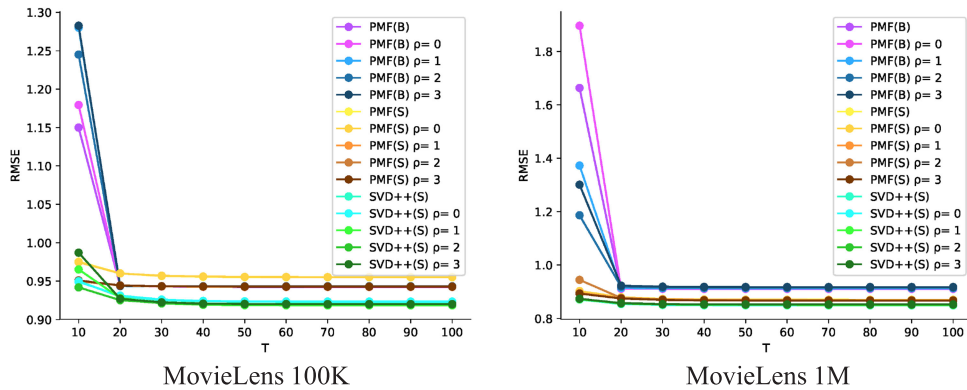 1.30
1.25
1.20
1.15
1.10
1.05
1.00
0.95
0.90
RMSE
10 20 30 40 50 60 70 80 90 100
T
PMF(B)
PMF(B) ρ= 0
PMF(B) ρ= 1
PMF(B) ρ= 2
PMF(B) ρ= 3
PMF(S)
PMF(S) ρ= 0
PMF(S) ρ= 1
PMF(S) ρ= 2
PMF(S) ρ= 3
SVD++(S)
SVD++(S) ρ= 0
SVD++(S) ρ= 1
SVD++(S) ρ= 2
SVD++(S) ρ= 3
MovieLens 100K
1.8
1.6
1.4
1.2
1.0
0.8
RMSE
10 20 30 40 50 60 70 80 90 100
T
PMF(B)
PMF(B) ρ= 0
PMF(B) ρ= 1
PMF(B) ρ= 2
PMF(B) ρ= 3
PMF(S)
PMF(S) ρ= 0
PMF(S) ρ= 1
PMF(S) ρ= 2
PMF(S) ρ= 3
SVD++(S)
SVD++(S) ρ= 0
SVD++(S) ρ= 1
SVD++(S) ρ= 2
SVD++(S) ρ= 3
MovieLens 1M